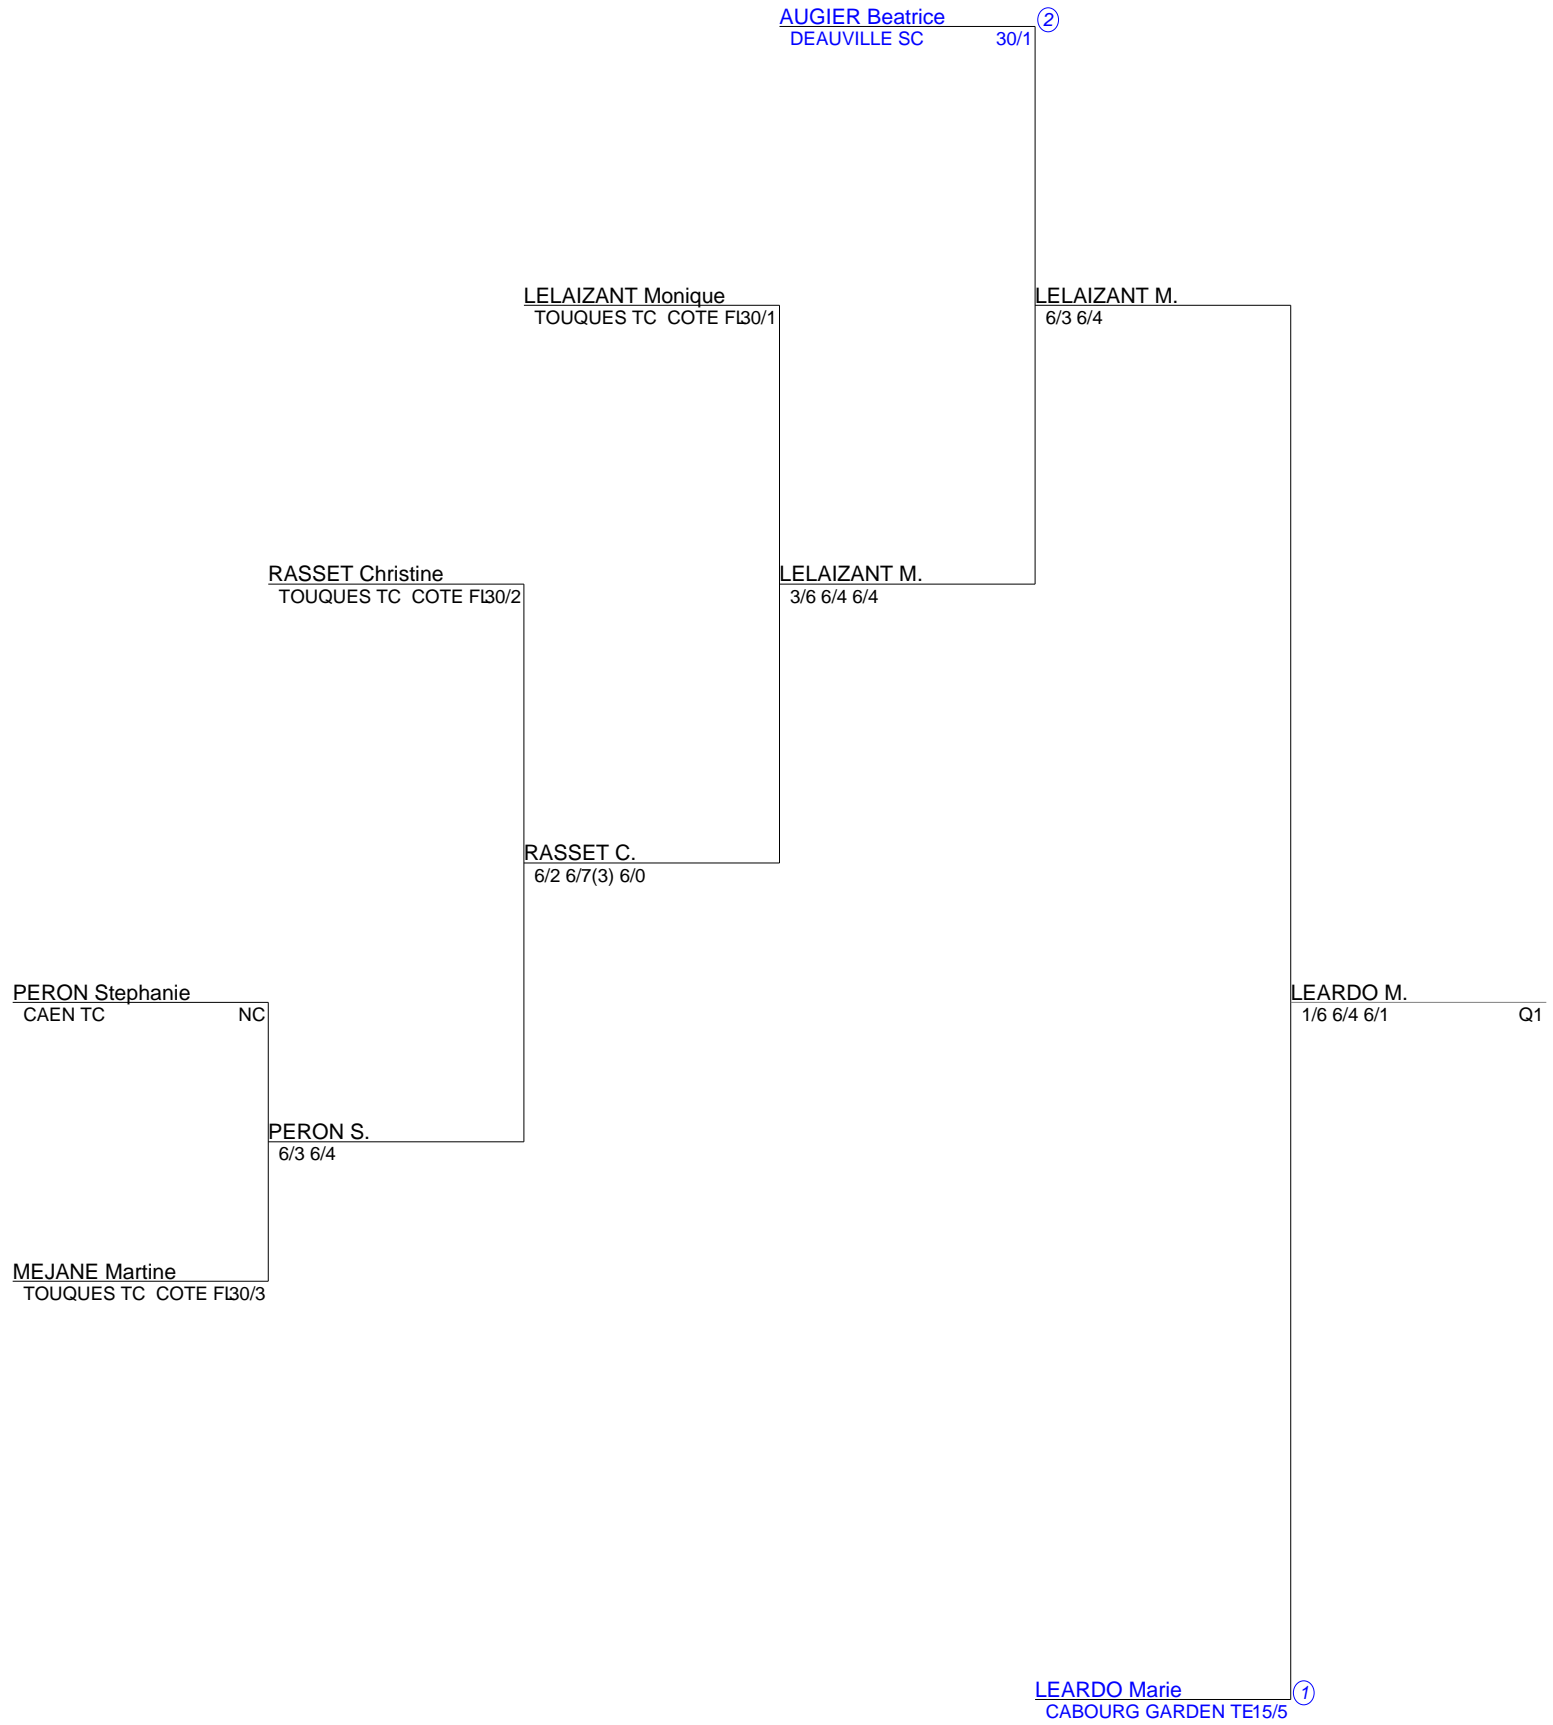 AUGIER Beatrice 2
DEAUVILLE SC 30/1
LELAIZANT Monique
TOUQUES TC  COTE FL30/1
LELAIZANT M.
6/3 6/4
RASSET Christine
TOUQUES TC  COTE FL30/2
LELAIZANT M.
3/6 6/4 6/4
RASSET C.
6/2 6/7(3) 6/0
PERON Stephanie
CAEN TC NC
LEARDO M.
1/6 6/4 6/1 Q1
PERON S.
6/3 6/4
MEJANE Martine
TOUQUES TC  COTE FL30/3
LEARDO Marie 1
CABOURG GARDEN TE15/5